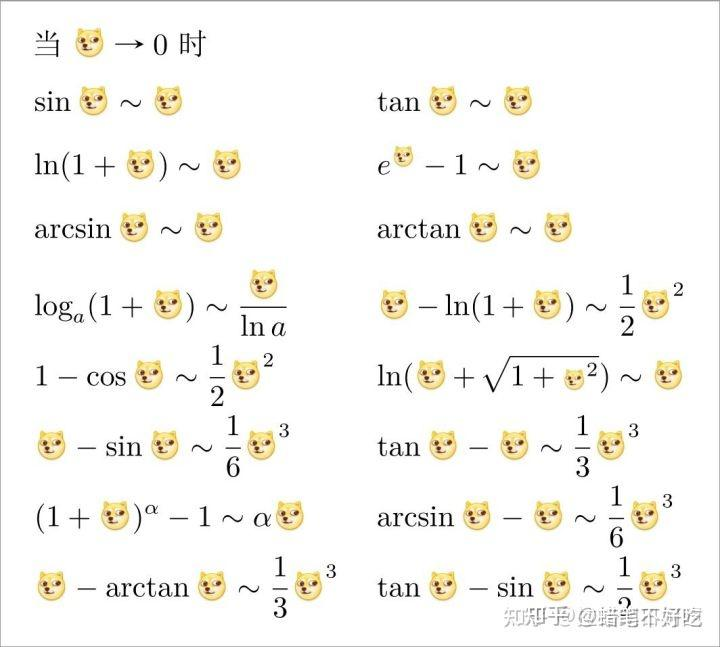 当 🐶 → 0 时
sin 🐶 ~ 🐶 tan 🐶 ~ 🐶
ln(1 + 🐶) ~ 🐶 e^🐶 − 1 ~ 🐶
arcsin 🐶 ~ 🐶 arctan 🐶 ~ 🐶
logₐ(1 + 🐶) ~ 🐶/ln a 🐶 − ln(1 + 🐶) ~ 1/2 🐶²
1 − cos 🐶 ~ 1/2 🐶² ln(🐶 + √(1 + 🐶²)) ~ 🐶
🐶 − sin 🐶 ~ 1/6 🐶³ tan 🐶 − 🐶 ~ 1/3 🐶³
(1 + 🐶)^α − 1 ~ α🐶 arcsin 🐶 − 🐶 ~ 1/6 🐶³
🐶 − arctan 🐶 ~ 1/3 🐶³ tan 🐶 − sin 🐶 ~ 1/2 🐶³
知乎 @蜡笔不好吃